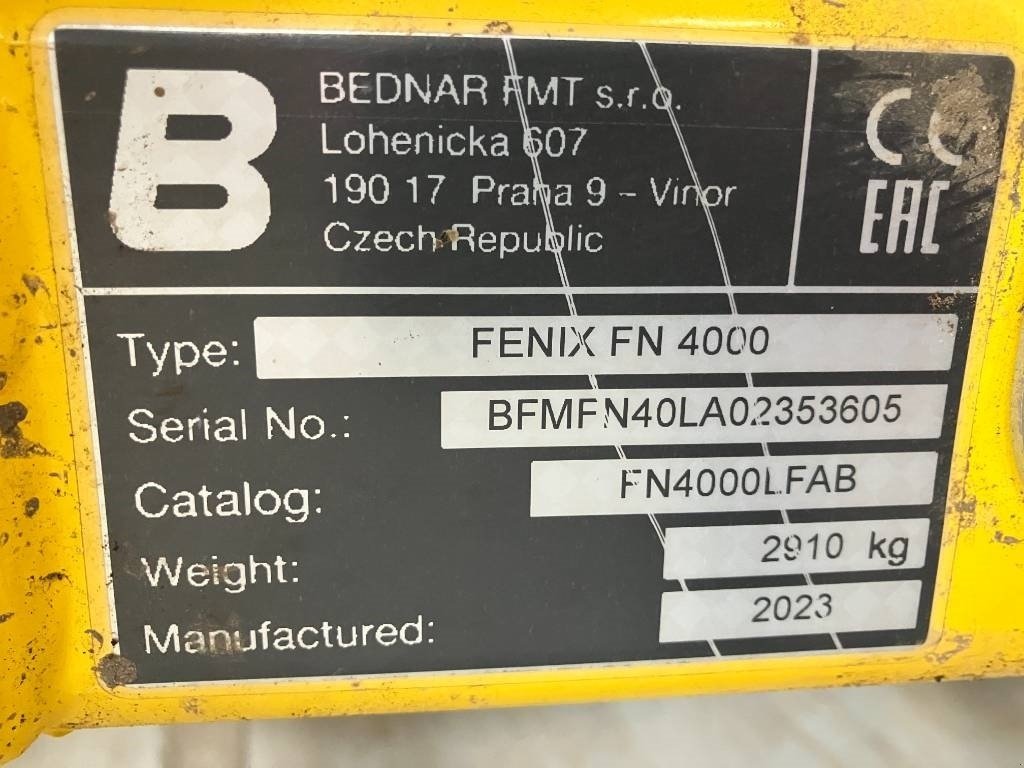 B
BEDNAR FMT s.r.o.
Lohenicka 607
190 17 Praha 9 - Vinor
Czech Republic
CE
EAC
Type: FENIX FN 4000
Serial No.: BFMFN40LA02353605
Catalog: FN4000LFAB
Weight: 2910 kg
Manufactured: 2023